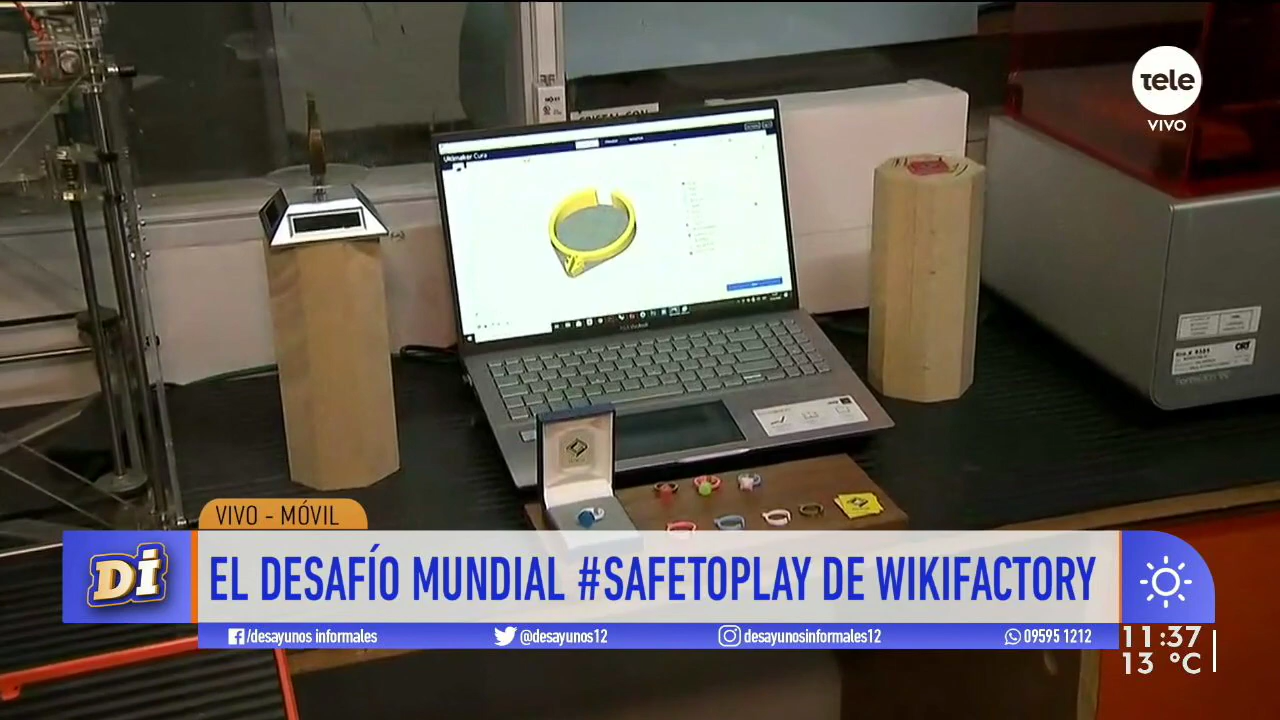 tele
VIVO
Ultimaker Cura
VIVO - MÓVIL
Di
EL DESAFÍO MUNDIAL #SAFETOPLAY DE WIKIFACTORY
/desayunos informales
@desayunos12
desayunosinformales12
09595 1212
11:37
13 °C
ORT